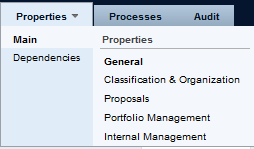 Properties Processes Audit
Main
Dependencies
Properties
General
Classification & Organization
Proposals
Portfolio Management
Internal Management